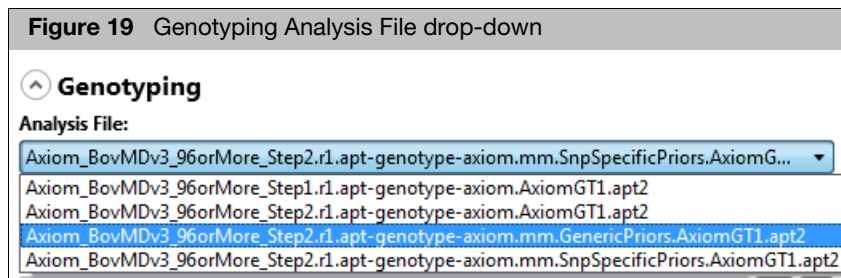 Figure 19 Genotyping Analysis File drop-down
Genotyping
Analysis File:
Axiom_BovMDv3_96orMore_Step2.r1.apt-genotype-axiom.mm.SnpSpecificPriors.AxiomG...
Axiom_BovMDv3_96orMore_Step1.r1.apt-genotype-axiom.AxiomGT1.apt2
Axiom_BovMDv3_96orMore_Step2.r1.apt-genotype-axiom.AxiomGT1.apt2
Axiom_BovMDv3_96orMore_Step2.r1.apt-genotype-axiom.mm.GenericPriors.AxiomGT1.apt2
Axiom_BovMDv3_96orMore_Step2.r1.apt-genotype-axiom.mm.SnpSpecificPriors.AxiomGT1.apt2